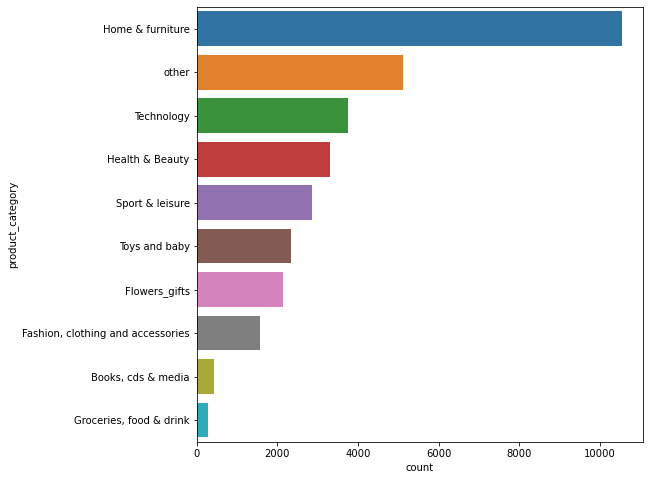 Home & furniture
other
Technology
Health & Beauty
Sport & leisure
Toys and baby
Flowers_gifts
Fashion, clothing and accessories
Books, cds & media
Groceries, food & drink
product_category
0 2000 4000 6000 8000 10000
count